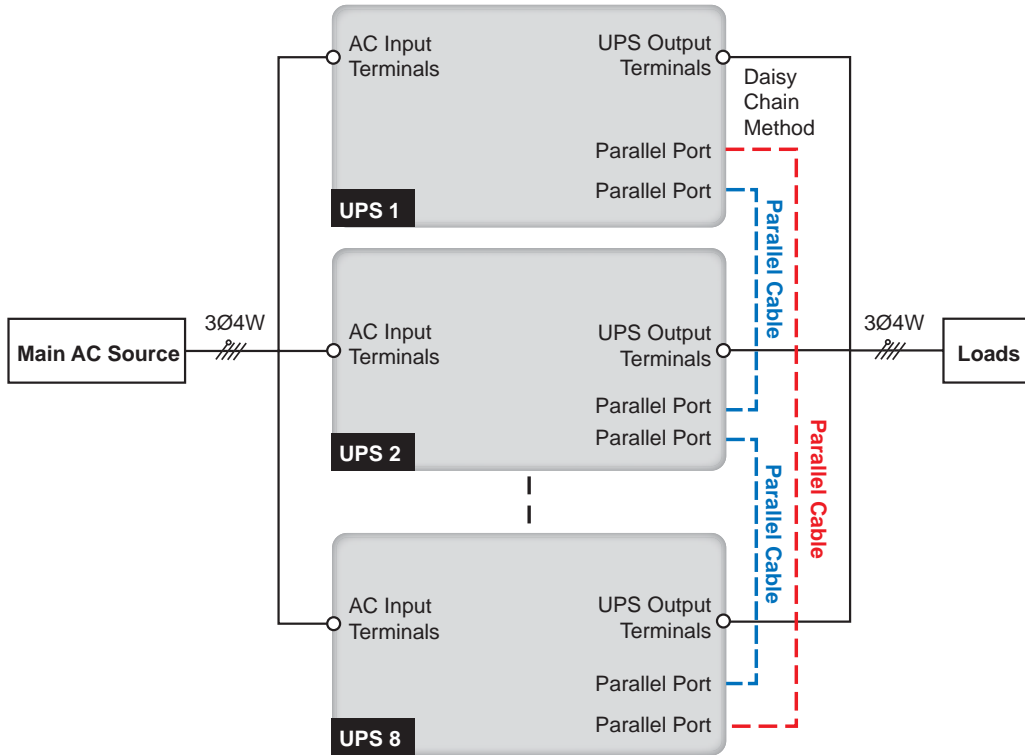 AC Input
Terminals
UPS Output
Terminals
Daisy
Chain
Method
Parallel Port
Parallel Port
UPS 1
Parallel Cable
Main AC Source
3Ø4W
AC Input
Terminals
UPS Output
Terminals
3Ø4W
Loads
Parallel Port
Parallel Port
UPS 2
Parallel Cable
Parallel Cable
AC Input
Terminals
UPS Output
Terminals
Parallel Port
Parallel Port
UPS 8